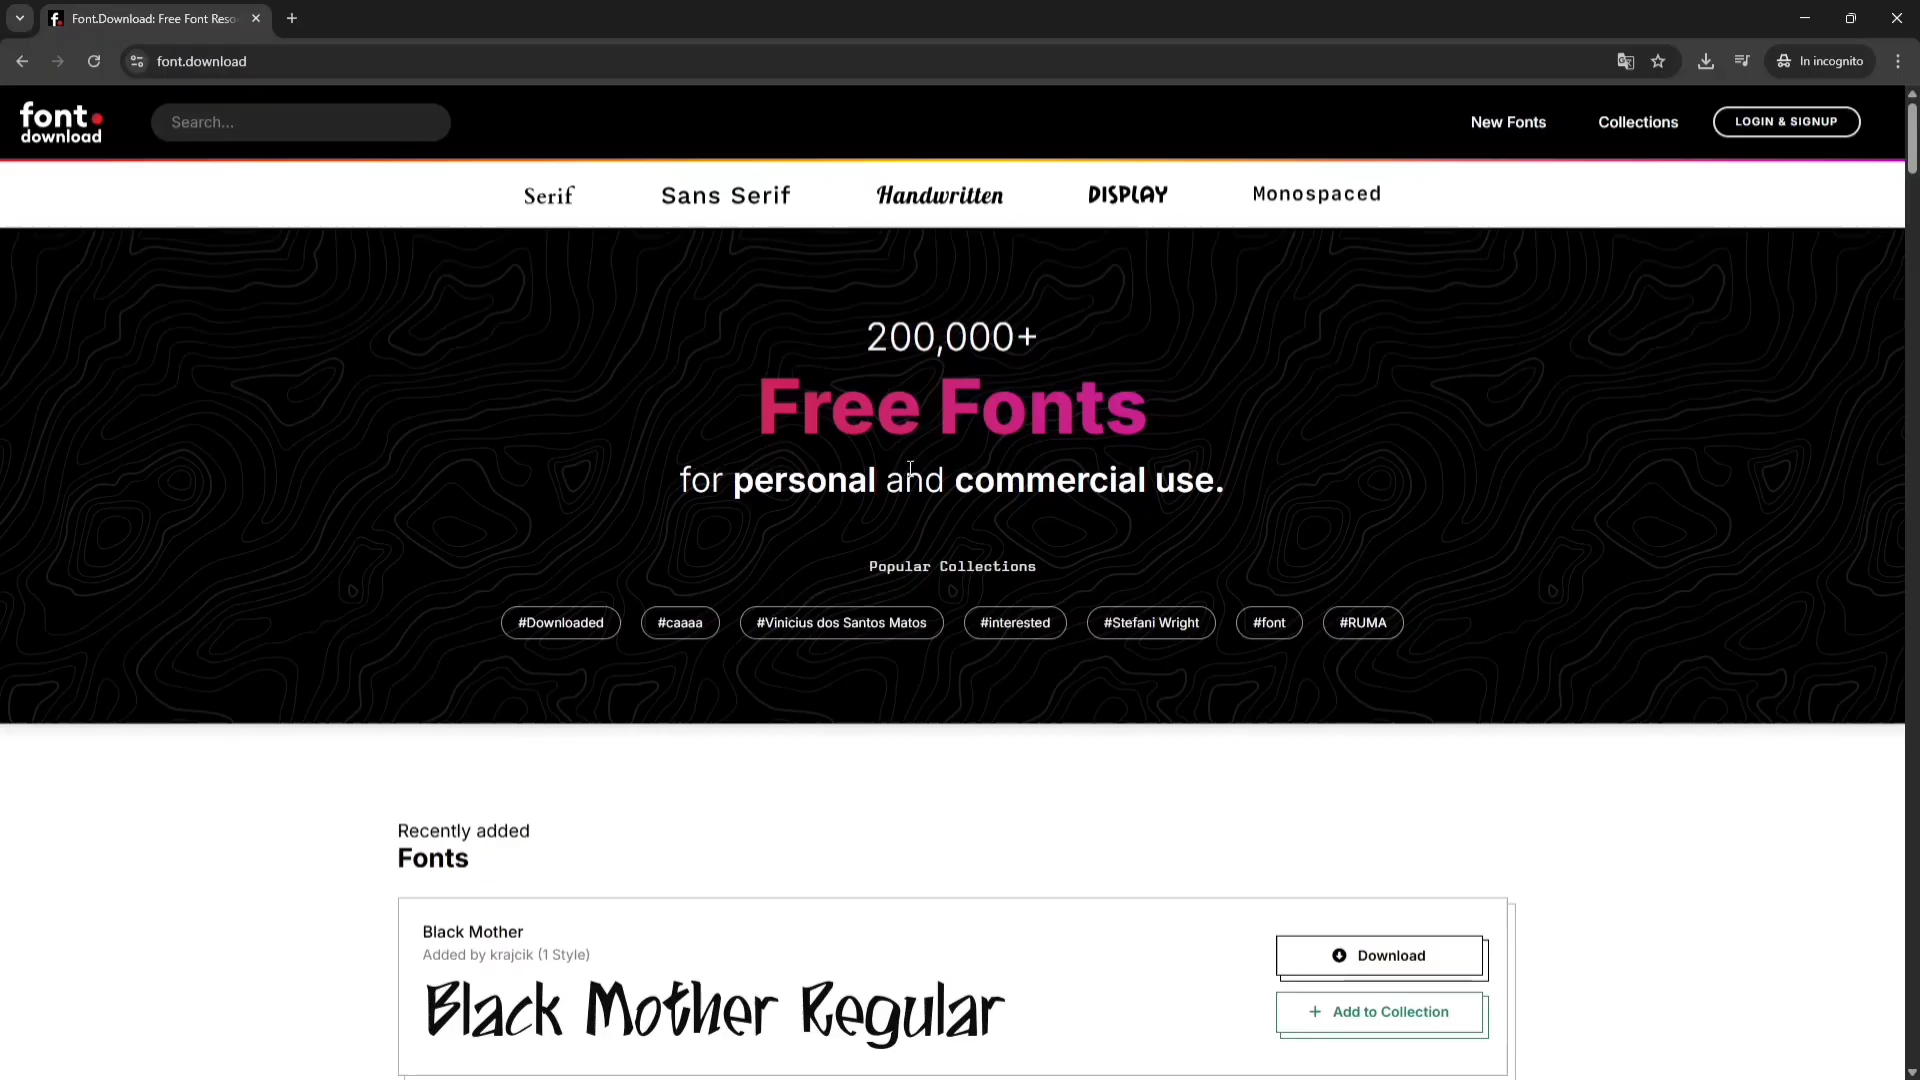 Font.Download: Free Font Reso
font.download
In incognito
font
download
Search...
New Fonts
Collections
LOGIN & SIGNUP
Serif
Sans Serif
Handwritten
DISPLAY
Monospaced
200,000+
Free Fonts
for personal and commercial use.
Popular Collections
#Downloaded
#caaaa
#Vinicius dos Santos Matos
#interested
#Stefani Wright
#font
#RUMA
Recently added
Fonts
Black Mother
Added by krajcik (1 Style)
Black Mother Regular
Download
+ Add to Collection